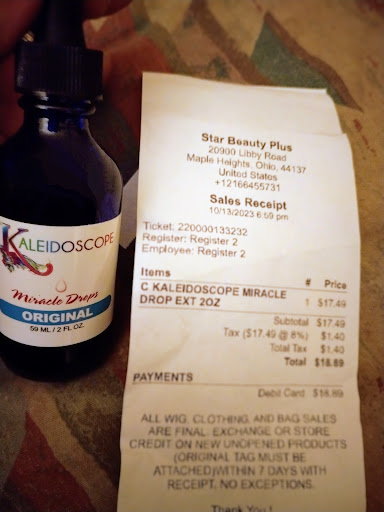 KALEIDOSCOPE
Miracle Drops
ORIGINAL
59 ML / 2 FL OZ.
Star Beauty Plus
20900 Libby Road
Maple Heights, Ohio, 44137
United States
+12166455731
Sales Receipt
10/13/2023 6:59 pm
Ticket: 220000133232
Register: Register 2
Employee: Register 2
Items # Price
C KALEIDOSCOPE MIRACLE
DROP EXT 2OZ 1 $17.49
Subtotal $17.49
Tax ($17.49 @ 8%) $1.40
Total Tax $1.40
Total $18.89
PAYMENTS
Debit Card $18.89
ALL WIG, CLOTHING, AND BAG SALES
ARE FINAL. EXCHANGE OR STORE
CREDIT ON NEW UNOPENED PRODUCTS
(ORIGINAL TAG MUST BE
ATTACHED)WITHIN 7 DAYS WITH
RECEIPT. NO EXCEPTIONS.
Thank You!